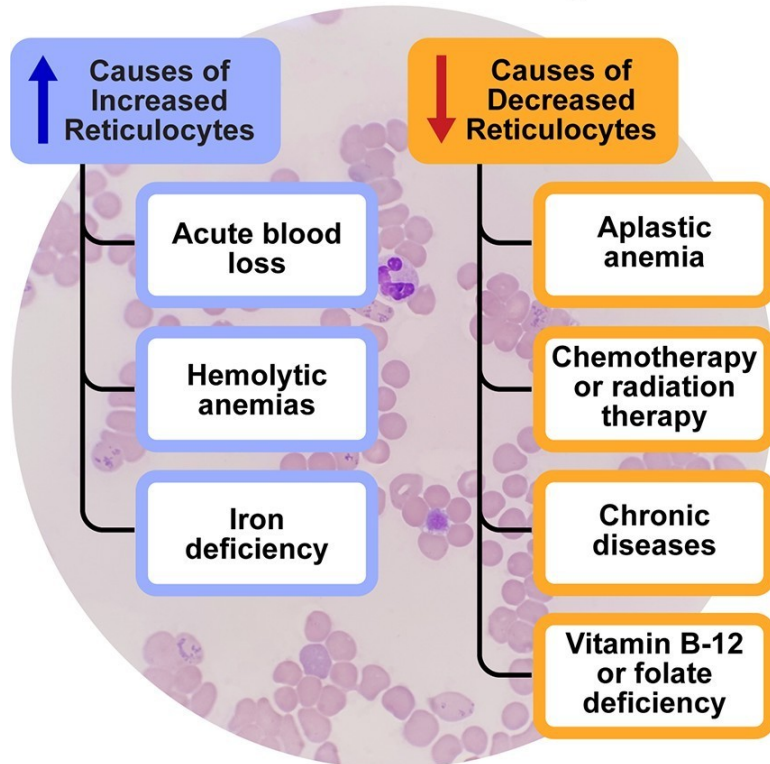 Causes of
Increased
Reticulocytes
Acute blood
loss
Hemolytic
anemias
Iron
deficiency
Causes of
Decreased
Reticulocytes
Aplastic
anemia
Chemotherapy
or radiation
therapy
Chronic
diseases
Vitamin B-12
or folate
deficiency